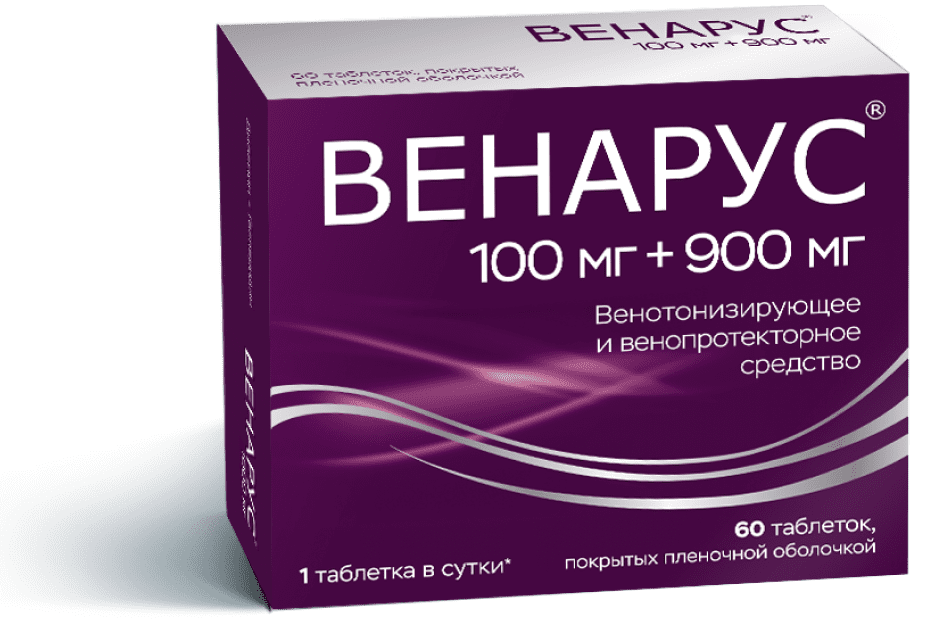 ВЕНАРУС®
100 мг + 900 мг
60 таблеток, покрытых
пленочной оболочкой
ВЕНАРУС®
100 мг + 900 мг
Венотонизирующее
и венопротекторное
средство
60 таблеток,
покрытых пленочной оболочкой
1 таблетка в сутки*
ВЕНАРУС®